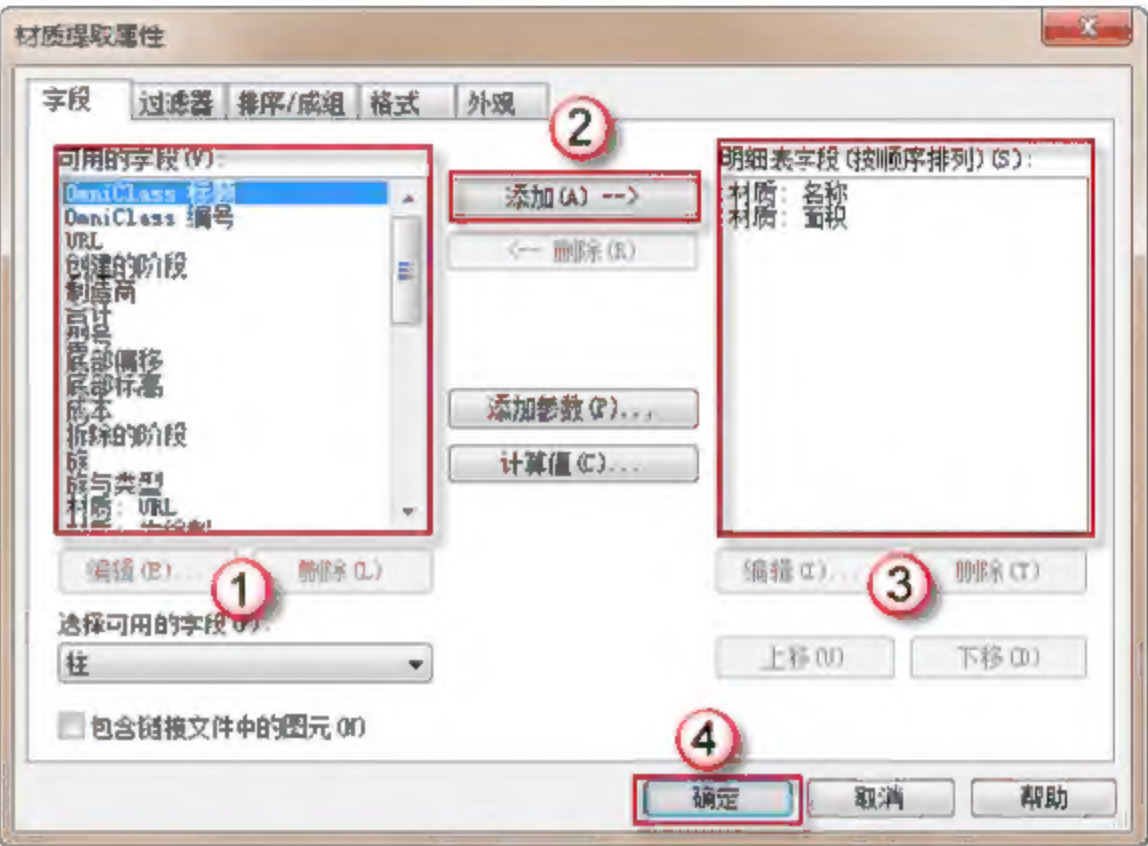 材质提取属性
字段 过滤器 排序/成组 格式 外观
2
可用的字段(V):
OmniClass 标题
OmniClass 编号
URL
创建的阶段
制造商
合计
型号
底部偏移
底部标高
成本
拆除的阶段
族
族与类型
材质: URL
添加(A) -->
<-- 删除(R)
添加参数(P)...
计算值(C)...
明细表字段(按顺序排列)(S):
材质: 名称
材质: 面积
编辑(E)... 删除(L)
1
编辑(I)... 删除(T)
3
选择可用的字段(F):
柱
上移(U) 下移(D)
包含链接文件中的图元(N)
4
确定 取消 帮助